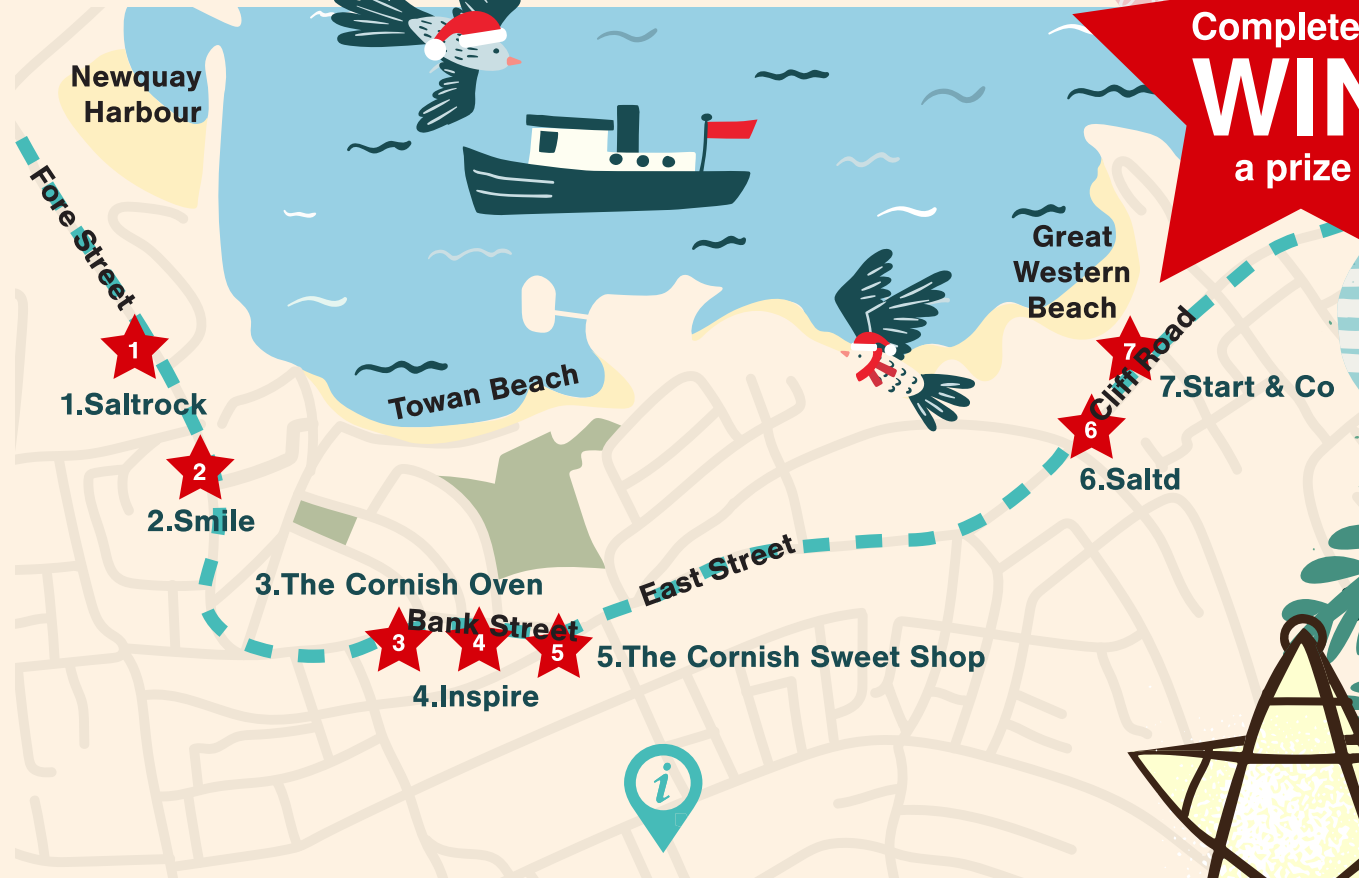 Complete
WIN
a prize
Newquay
Harbour
Fore Street
Great
Western
Beach
1
1.Saltrock
Towan Beach
7
Cliff Road
7.Start & Co
6
6.Saltd
2
2.Smile
East Street
3.The Cornish Oven
Bank Street
3
4
5
5.The Cornish Sweet Shop
4.Inspire
i